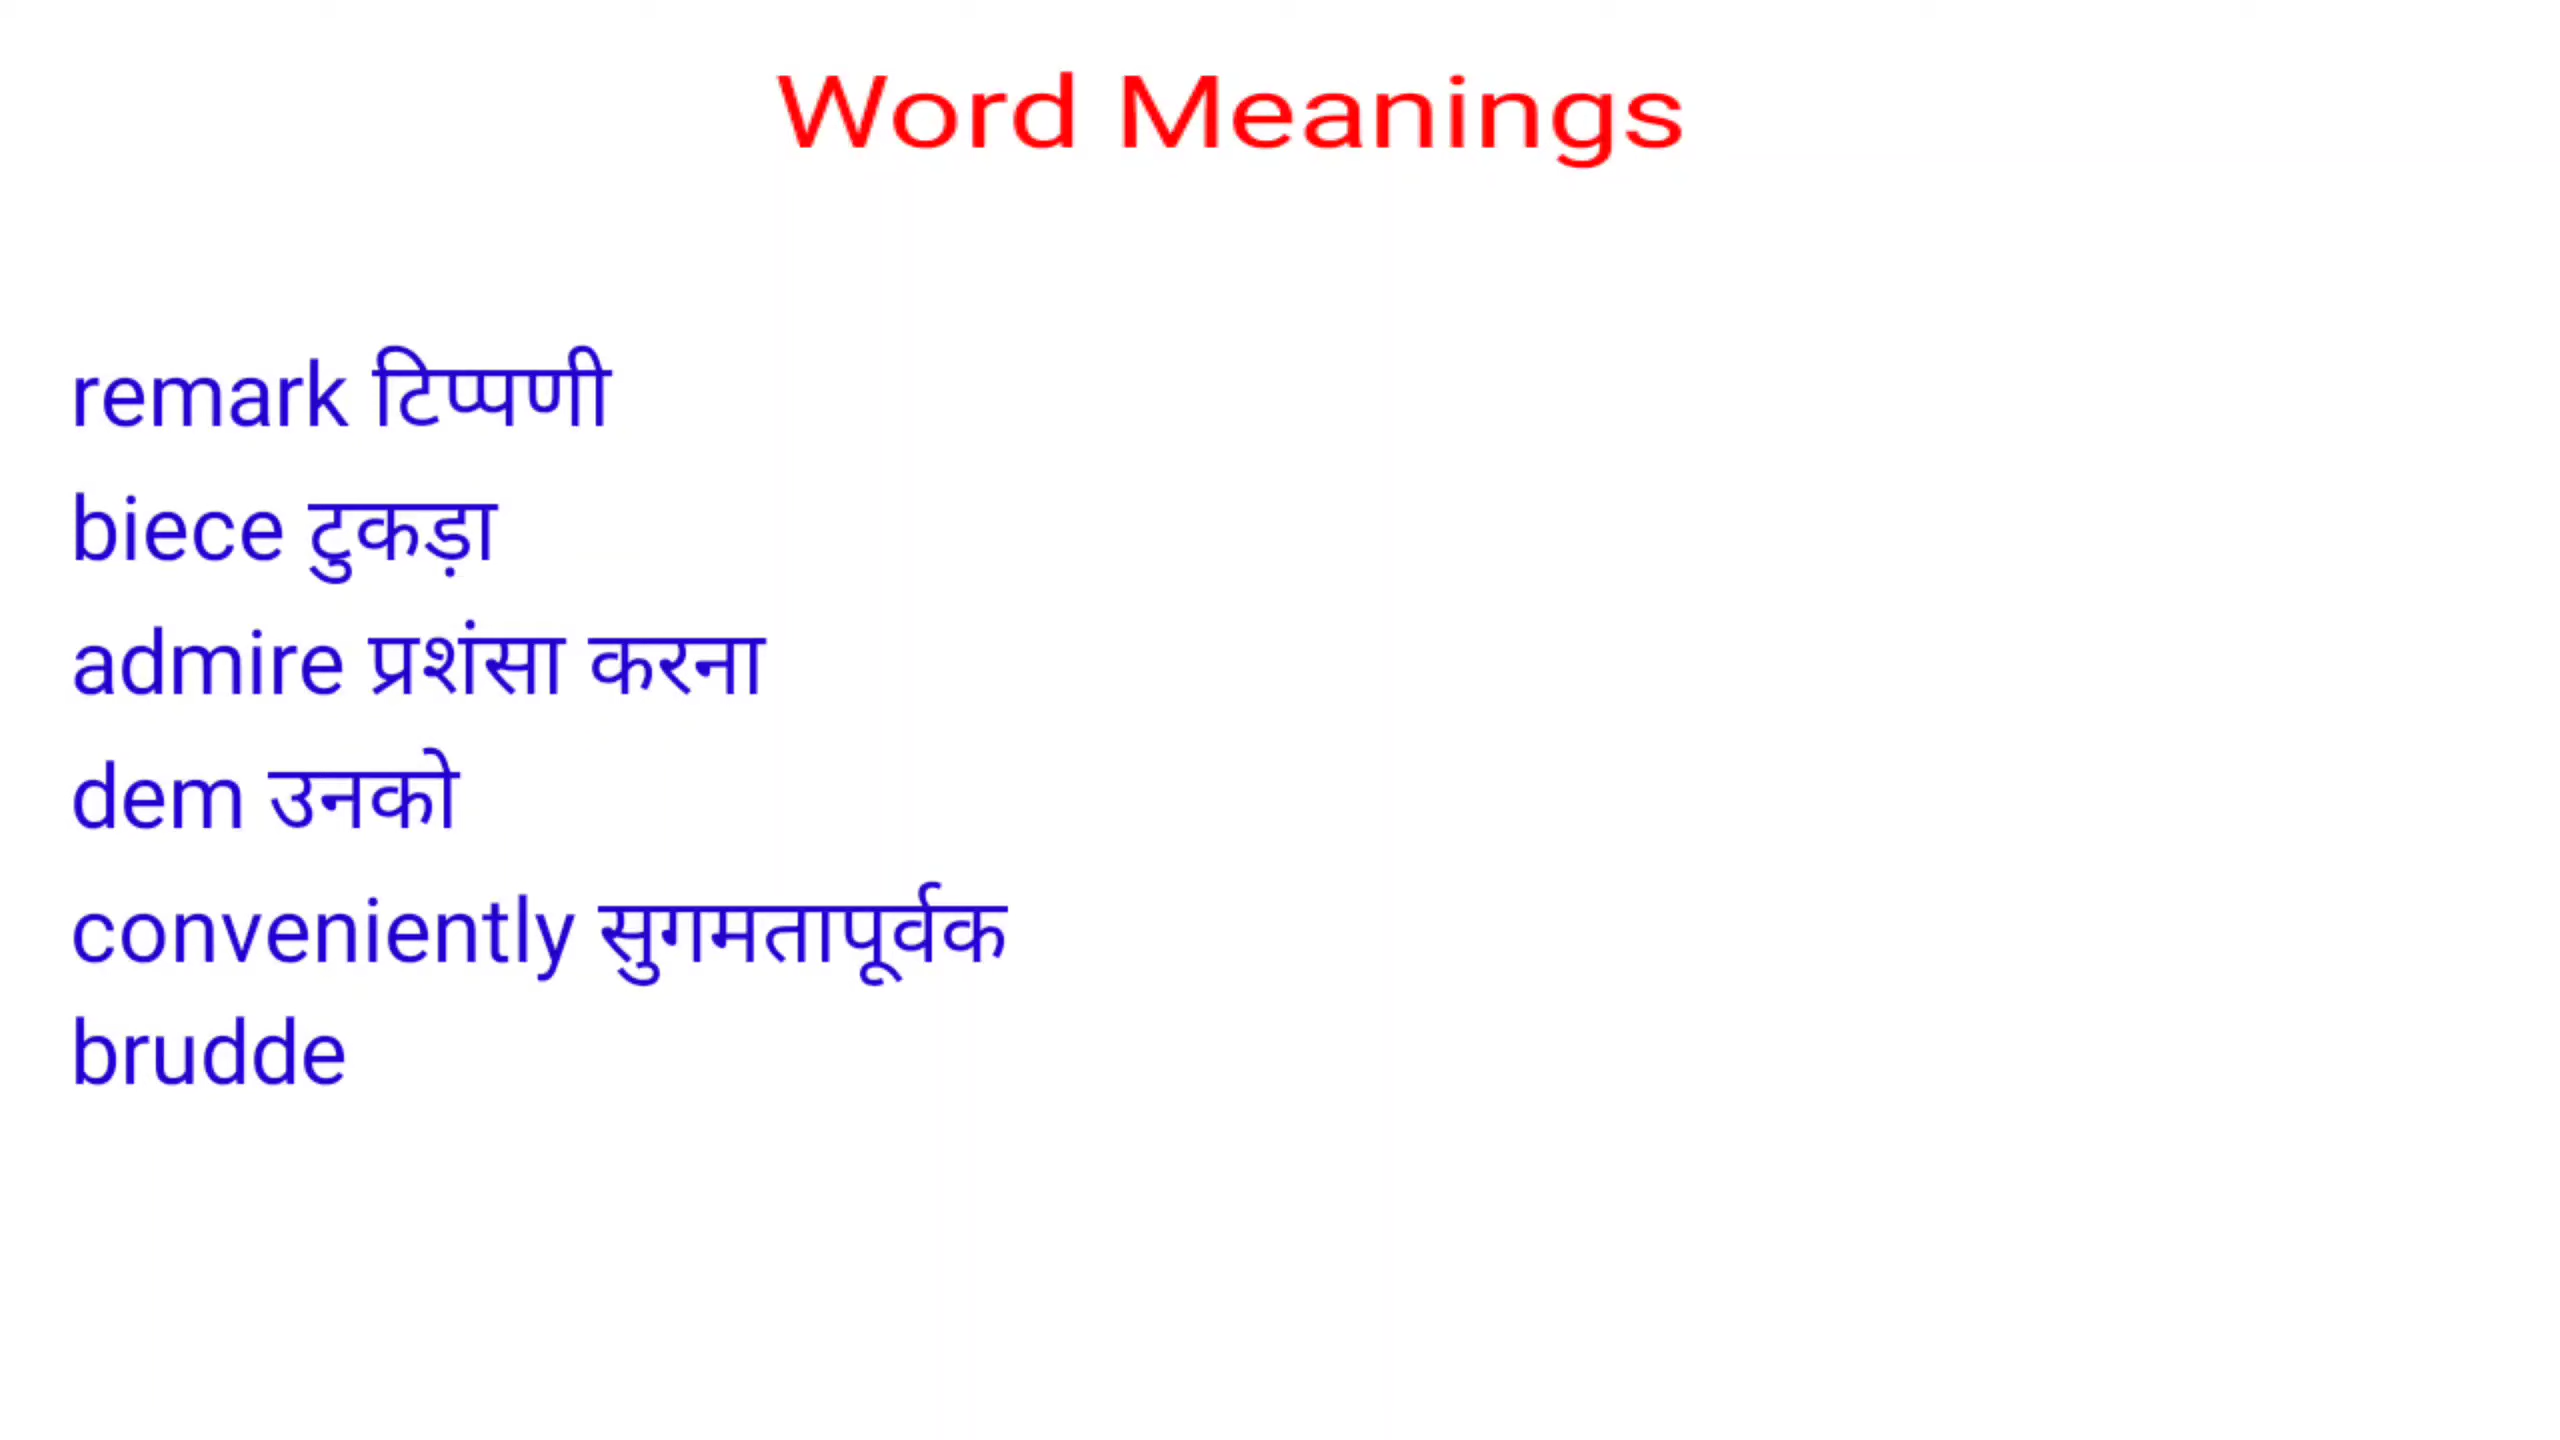 Word Meanings
remark टिप्पणी
biece टुकड़ा
admire प्रशंसा करना
dem उनको
conveniently सुगमतापूर्वक
brudde